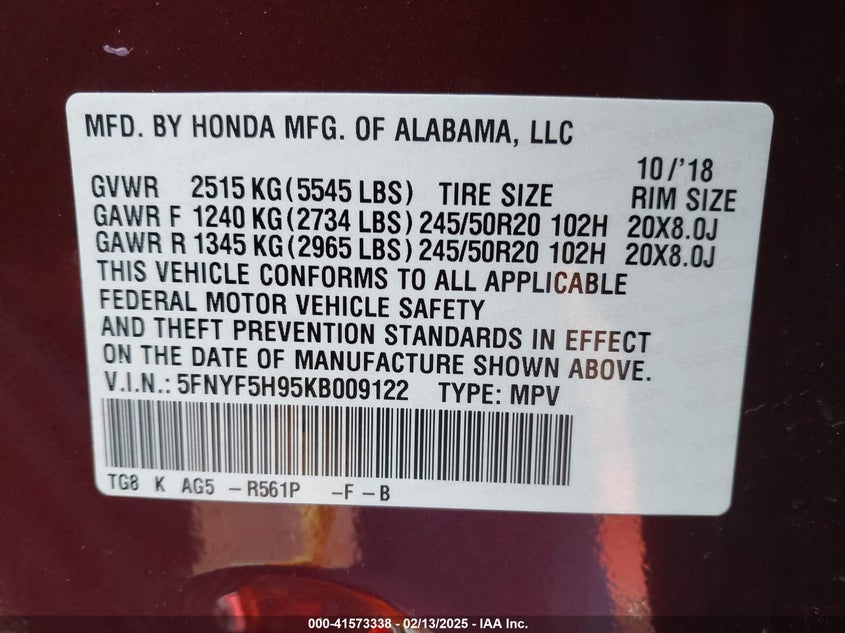 MFD. BY HONDA MFG. OF ALABAMA, LLC
10/'18
GVWR 2515 KG (5545 LBS) TIRE SIZE RIM SIZE
GAWR F 1240 KG (2734 LBS) 245/50R20 102H 20X8.0J
GAWR R 1345 KG (2965 LBS) 245/50R20 102H 20X8.0J
THIS VEHICLE CONFORMS TO ALL APPLICABLE
FEDERAL MOTOR VEHICLE SAFETY
AND THEFT PREVENTION STANDARDS IN EFFECT
ON THE DATE OF MANUFACTURE SHOWN ABOVE.
V.I.N.: 5FNYF5H95KB009122 TYPE: MPV
TG8 K AG5 - R561P - F - B
000-41573338 - 02/13/2025 - IAA Inc.